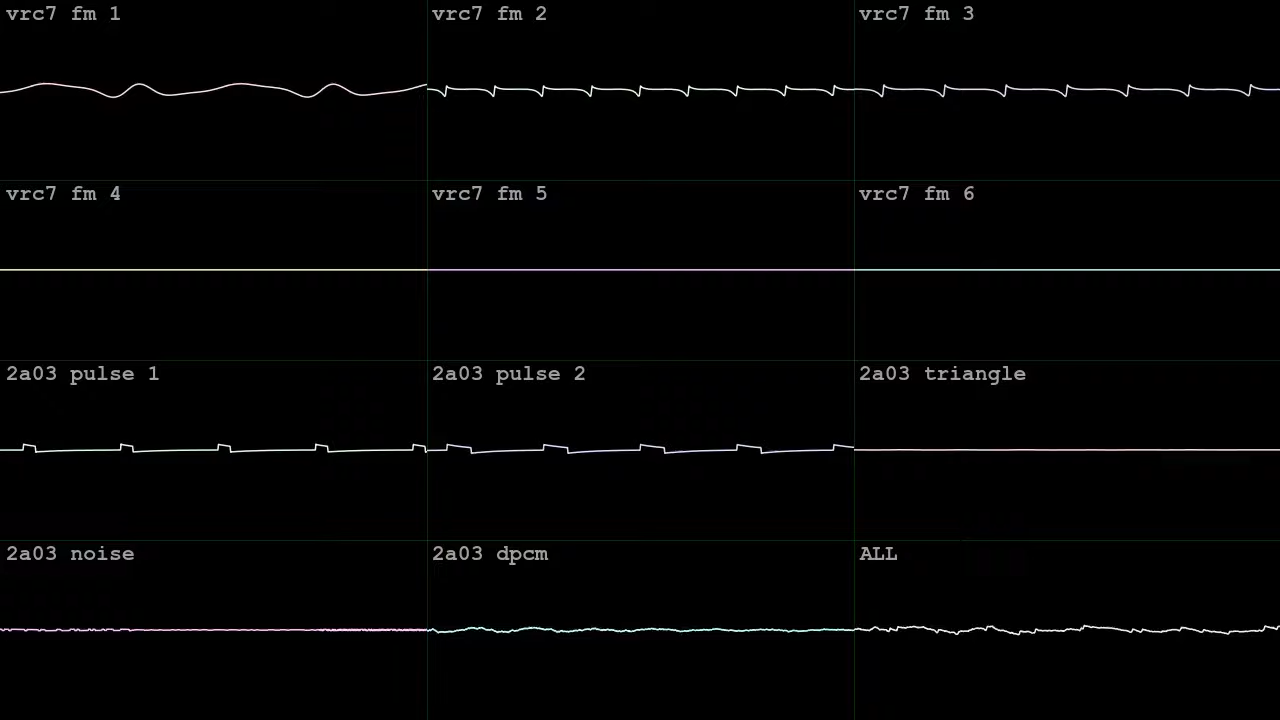 vrc7 fm 1
vrc7 fm 2
vrc7 fm 3
vrc7 fm 4
vrc7 fm 5
vrc7 fm 6
2a03 pulse 1
2a03 pulse 2
2a03 triangle
2a03 noise
2a03 dpcm
ALL